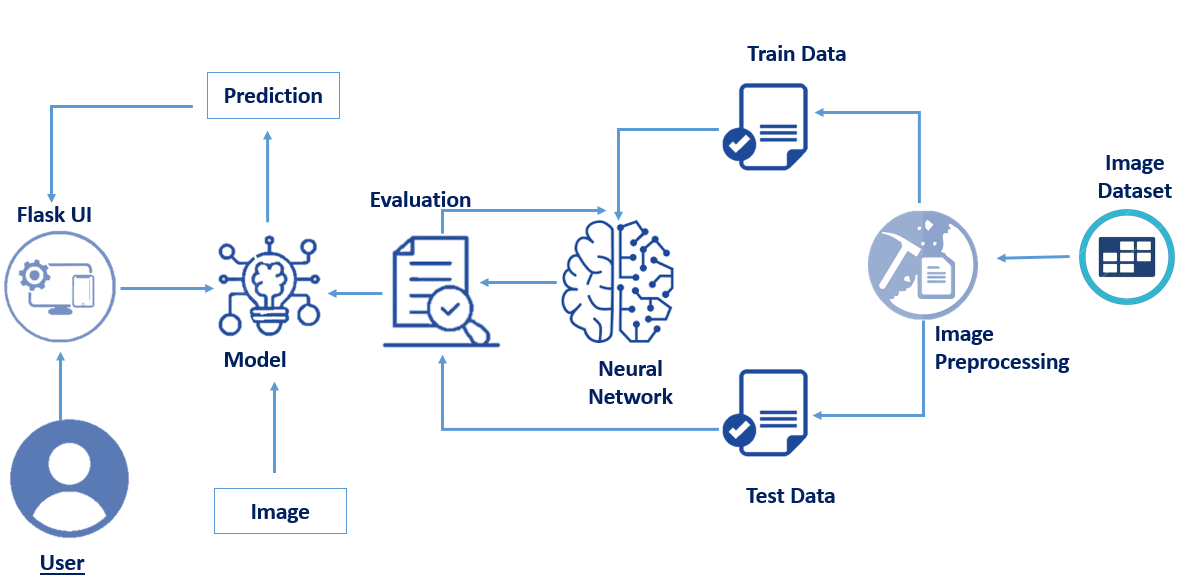 Train Data
Prediction
Image
Dataset
Evaluation
Flask UI
Image
Preprocessing
Model
Neural
Network
Test Data
Image
User